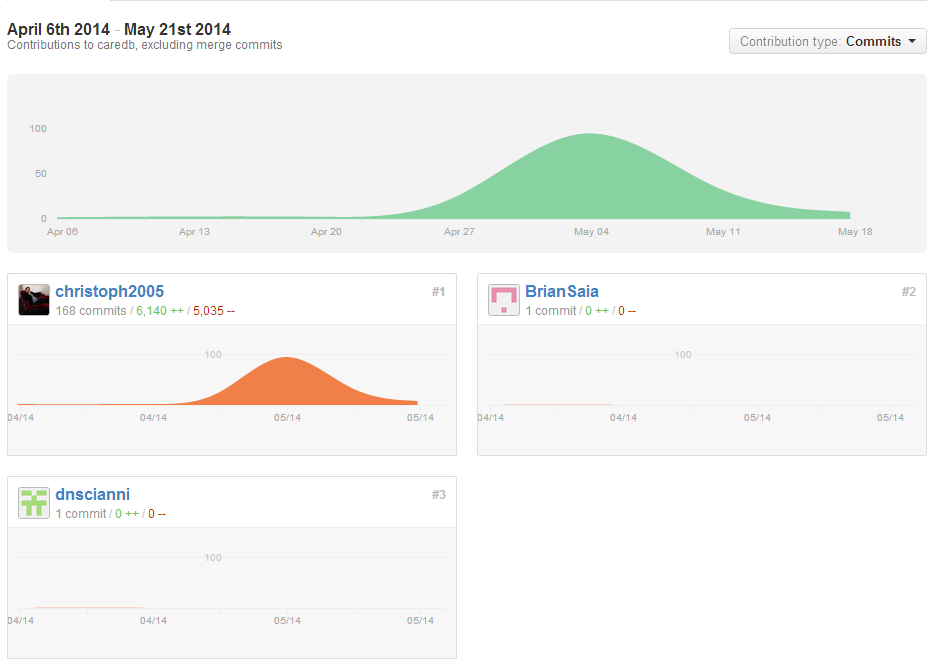 April 6th 2014 - May 21st 2014
Contributions to caredb, excluding merge commits
Contribution type: Commits
100
50
0
Apr 06 Apr 13 Apr 20 Apr 27 May 04 May 11 May 18
christoph2005 #1
168 commits / 6,140 ++ / 5,035 --
100
04/14 04/14 05/14 05/14
BrianSaia #2
1 commit / 0 ++ / 0 --
100
04/14 04/14 05/14 05/14
dnscianni #3
1 commit / 0 ++ / 0 --
100
04/14 04/14 05/14 05/14